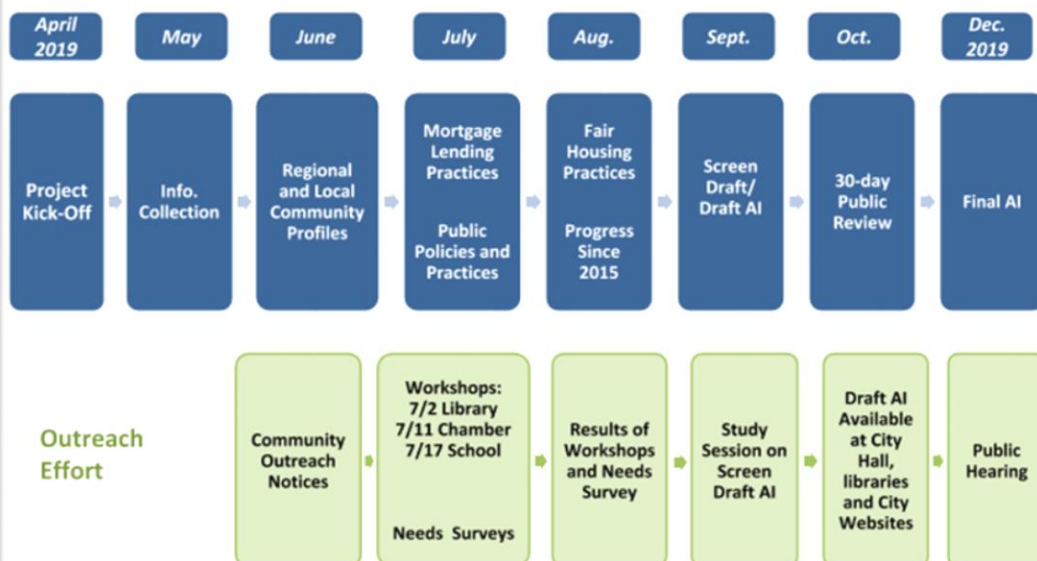 April
2019
May
June
July
Aug.
Sept.
Oct.
Dec.
2019
Project
Kick-Off
Info.
Collection
Regional
and Local
Community
Profiles
Mortgage
Lending
Practices
Public
Policies and
Practices
Fair
Housing
Practices
Progress
Since
2015
Screen
Draft/
Draft AI
30-day
Public
Review
Final AI
Outreach
Effort
Community
Outreach
Notices
Workshops:
7/2 Library
7/11 Chamber
7/17 School
Needs Surveys
Results of
Workshops
and Needs
Survey
Study
Session on
Screen
Draft AI
Draft AI
Available
at City
Hall,
libraries
and City
Websites
Public
Hearing